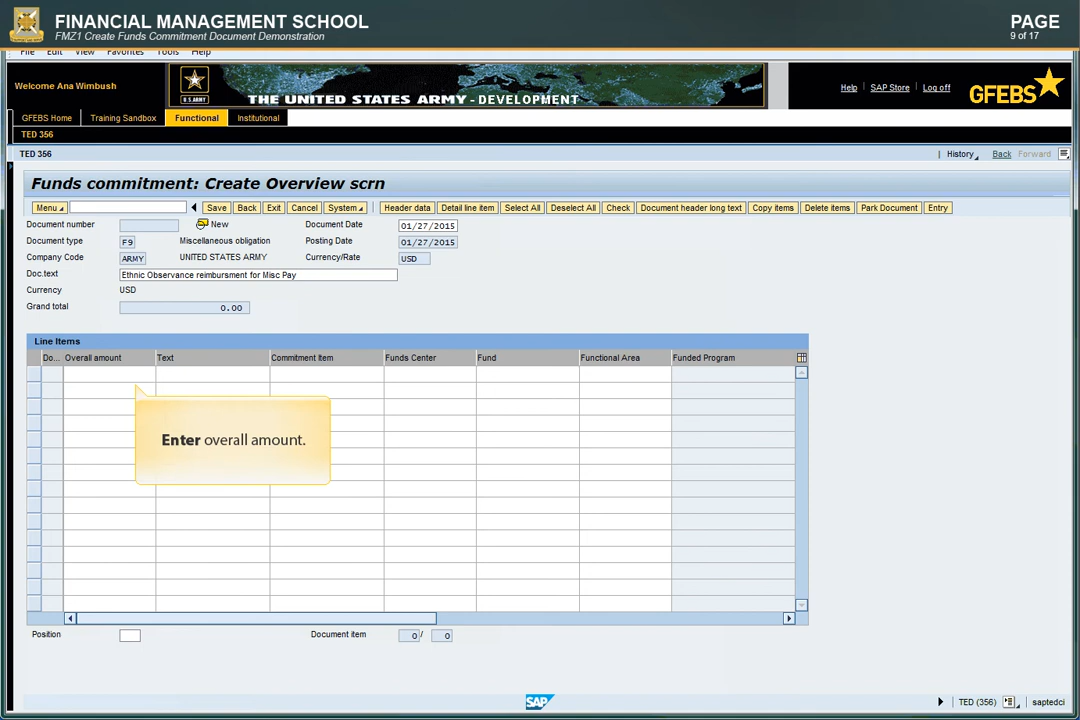 FINANCIAL MANAGEMENT SCHOOL
FMZ1 Create Funds Commitment Document Demonstration
PAGE
9 of 17
File Edit View Favorites Tools Help
Welcome Ana Wimbush
U.S. ARMY
THE UNITED STATES ARMY - DEVELOPMENT
Help SAP Store Log off
GFEBS
GFEBS Home Training Sandbox Functional Institutional
TED 356
TED 356
History Back Forward
Funds commitment: Create Overview scrn
Menu Save Back Exit Cancel System Header data Detail line item Select All Deselect All Check Document header long text Copy items Delete items Park Document Entry
Document number New Document Date 01/27/2015
Document type F9 Miscellaneous obligation Posting Date 01/27/2015
Company Code ARMY UNITED STATES ARMY Currency/Rate USD
Doc.text Ethnic Observance reimbursment for Misc Pay
Currency USD
Grand total 0.00
Line Items
Do... Overall amount Text Commitment Item Funds Center Fund Functional Area Funded Program
Enter overall amount.
Position Document item 0 / 0
SAP
TED (356) saptedci